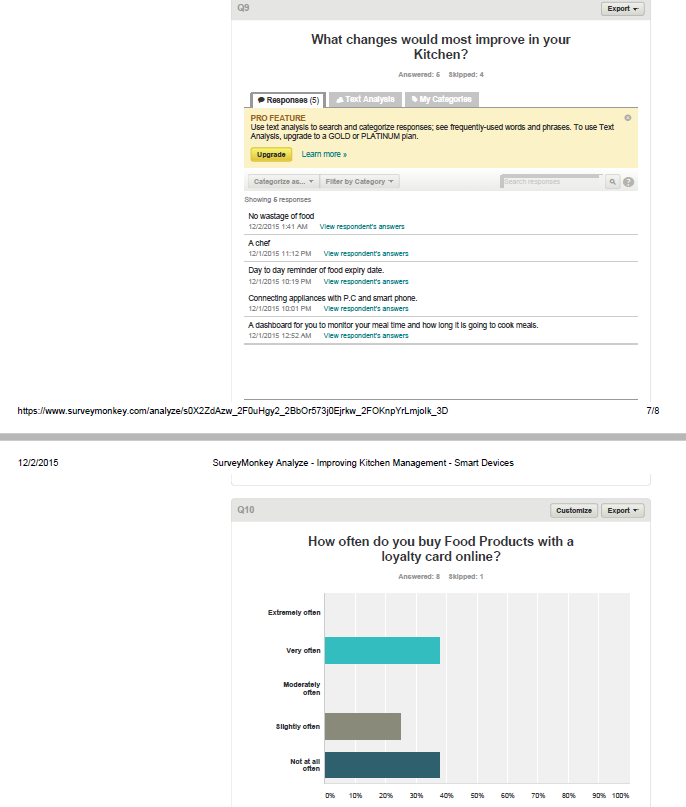 Q9
Export
What changes would most improve in your
Kitchen?
Answered: 5 Skipped: 4
Responses (5) Text Analysis My Categories
PRO FEATURE
Use text analysis to search and categorize responses; see frequently-used words and phrases. To use Text
Analysis, upgrade to a GOLD or PLATINUM plan.
Upgrade Learn more »
Categorize as... Filter by Category Search responses ?
Showing 5 responses
No wastage of food
12/2/2015 1:41 AM View respondent's answers
A chef
12/1/2015 11:12 PM View respondent's answers
Day to day reminder of food expiry date.
12/1/2015 10:19 PM View respondent's answers
Connecting appliances with P.C and smart phone.
12/1/2015 10:01 PM View respondent's answers
A dashboard for you to monitor your meal time and how long it is going to cook meals.
12/1/2015 12:52 AM View respondent's answers
7/8
12/2/2015 SurveyMonkey Analyze - Improving Kitchen Management - Smart Devices
Q10
Customize Export
How often do you buy Food Products with a
loyalty card online?
Answered: 8 Skipped: 1
Extremely often
Very often
Moderately
often
Slightly often
Not at all
often
0% 10% 20% 30% 40% 50% 60% 70% 80% 90% 100%